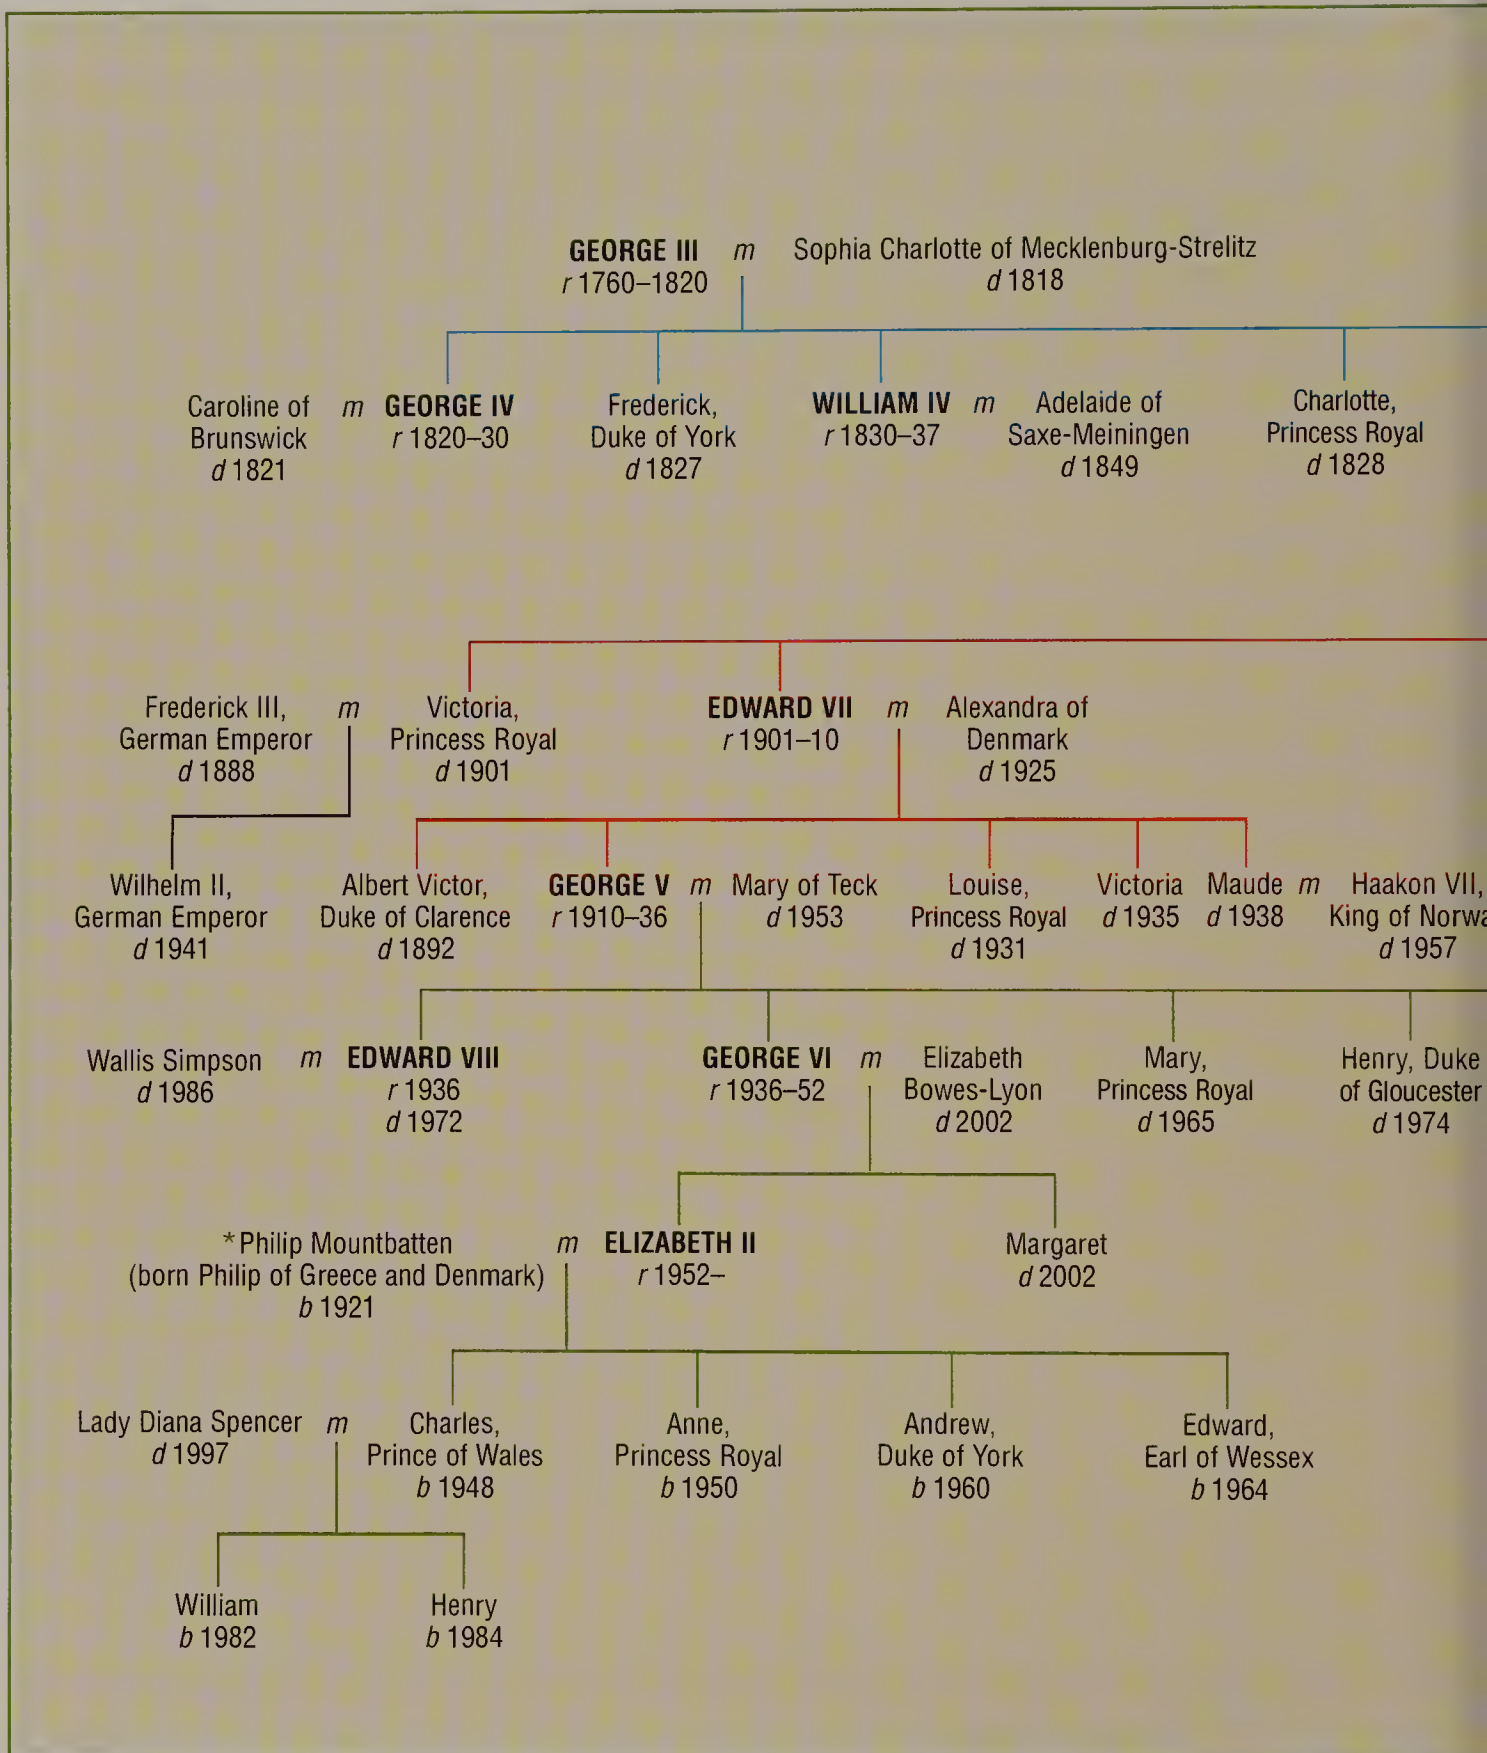 GEORGE III m Sophia Charlotte of Mecklenburg-Strelitz
r 1760–1820 d 1818
Caroline of m GEORGE IV Frederick, WILLIAM IV m Adelaide of Charlotte,
Brunswick r 1820–30 Duke of York r 1830–37 Saxe-Meiningen Princess Royal
d 1821 d 1827 d 1849 d 1828
Frederick III, m Victoria, EDWARD VII m Alexandra of
German Emperor Princess Royal r 1901–10 Denmark
d 1888 d 1901 d 1925
Wilhelm II, Albert Victor, GEORGE V m Mary of Teck Louise, Victoria Maude m Haakon VII,
German Emperor Duke of Clarence r 1910–36 d 1953 Princess Royal d 1935 d 1938 King of Norwa
d 1941 d 1892 d 1931 d 1957
Wallis Simpson m EDWARD VIII GEORGE VI m Elizabeth Mary, Henry, Duke
d 1986 r 1936 r 1936–52 Bowes-Lyon Princess Royal of Gloucester
d 1972 d 2002 d 1965 d 1974
*Philip Mountbatten m ELIZABETH II Margaret
(born Philip of Greece and Denmark) r 1952– d 2002
b 1921
Lady Diana Spencer m Charles, Anne, Andrew, Edward,
d 1997 Prince of Wales Princess Royal Duke of York Earl of Wessex
b 1948 b 1950 b 1960 b 1964
William Henry
b 1982 b 1984